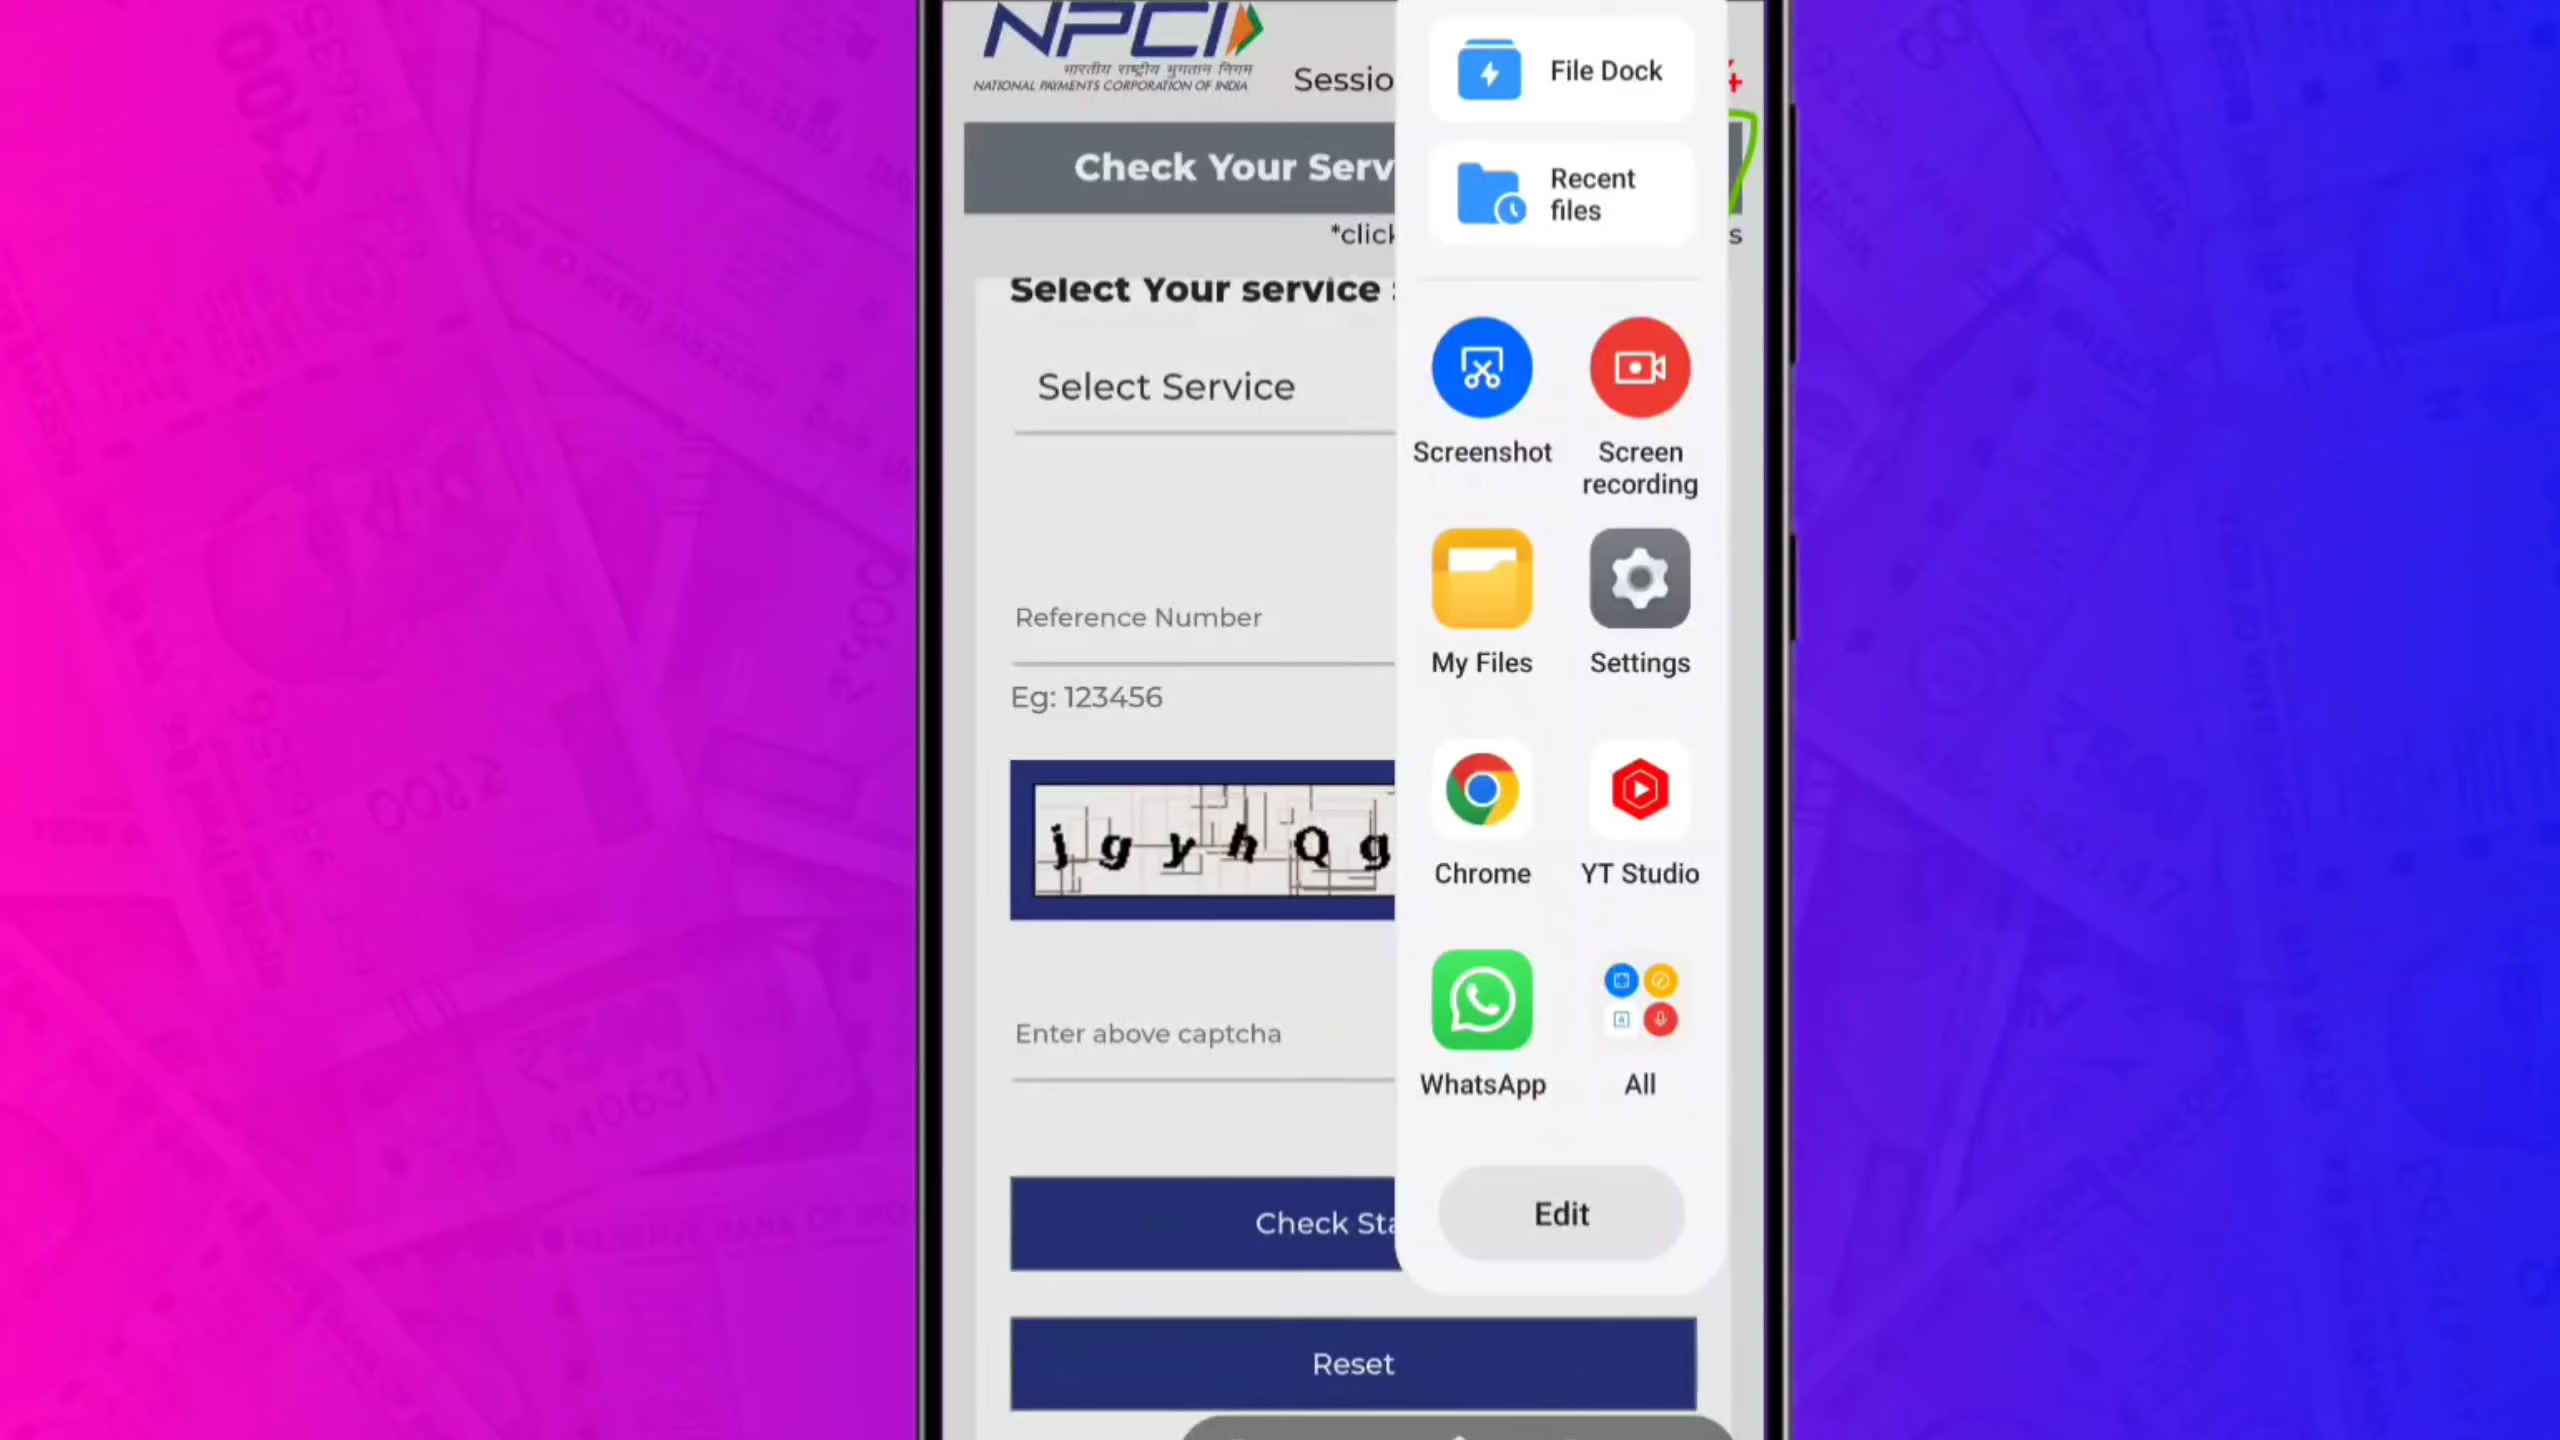 NPCI
भारतीय राष्ट्रीय भुगतान निगम
NATIONAL PAYMENTS CORPORATION OF INDIA
Sessio
Check Your Serv
*click
s
Select Your service :
Select Service
Reference Number
Eg: 123456
j g y h Q g
Enter above captcha
Check Sta
Reset
File Dock
Recent
files
Screenshot
Screen
recording
My Files
Settings
Chrome
YT Studio
WhatsApp
All
Edit